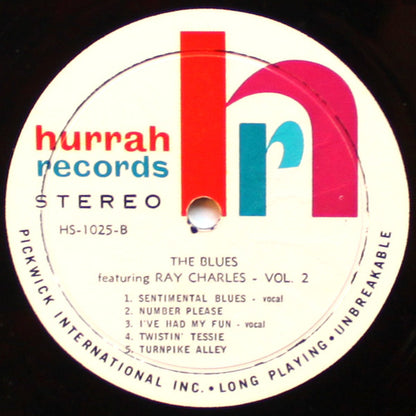 hurrah
records
STEREO
hr
HS-1025-B
THE BLUES
featuring RAY CHARLES - VOL. 2
1. SENTIMENTAL BLUES - vocal
2. NUMBER PLEASE
3. I'VE HAD MY FUN - vocal
4. TWISTIN' TESSIE
5. TURNPIKE ALLEY
PICKWICK INTERNATIONAL INC. • LONG PLAYING • UNBREAKABLE